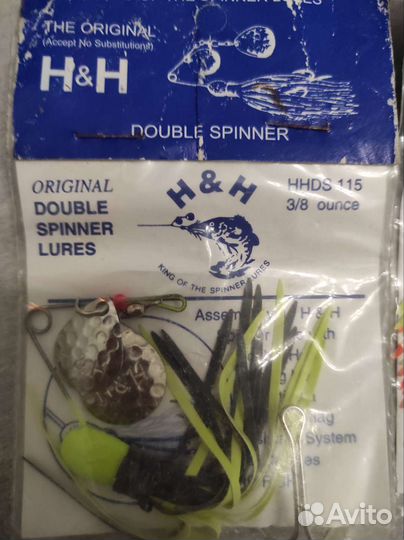 THE ORIGINAL
(Accept No Substitutions)
H&H
DOUBLE SPINNER
ORIGINAL
DOUBLE
SPINNER
LURES
H & H
KING OF THE SPINNER LURES
HHDS 115
3/8 ounce
H & H
System
H&H
Avito